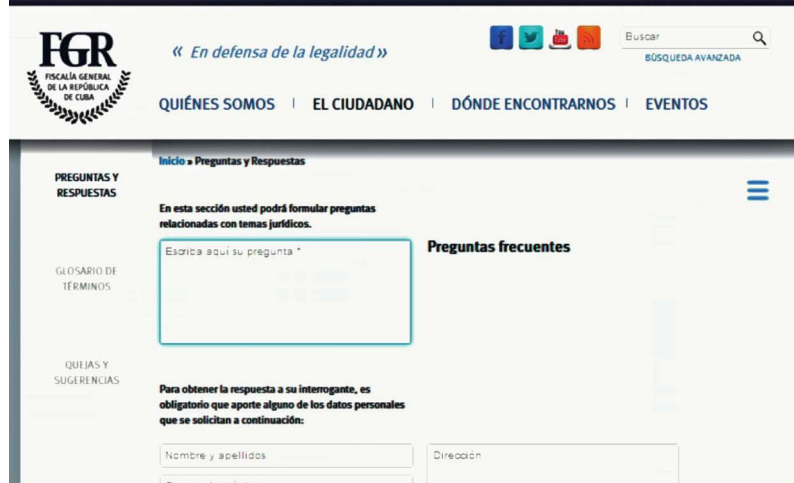 FGR
FISCALÍA GENERAL
DE LA REPÚBLICA
DE CUBA
« En defensa de la legalidad »
You
Buscar
BÚSQUEDA AVANZADA
QUIÉNES SOMOS | EL CIUDADANO | DÓNDE ENCONTRARNOS | EVENTOS
Inicio » Preguntas y Respuestas
PREGUNTAS Y
RESPUESTAS
GLOSARIO DE
TÉRMINOS
QUEJAS Y
SUGERENCIAS
En esta sección usted podrá formular preguntas
relacionadas con temas jurídicos.
Escriba aquí su pregunta *
Preguntas frecuentes
Para obtener la respuesta a su interrogante, es
obligatorio que aporte alguno de los datos personales
que se solicitan a continuación:
Nombre y apellidos
Dirección